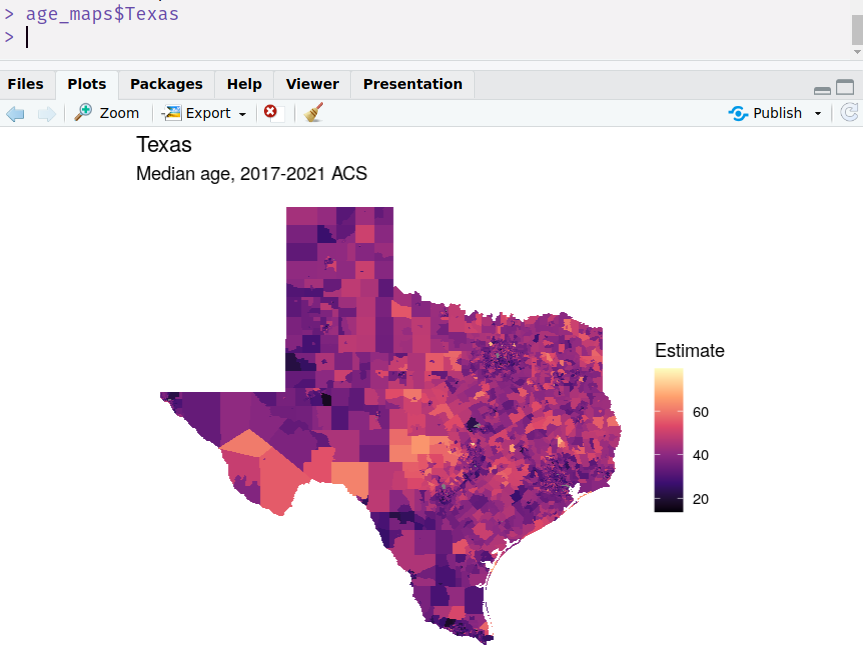 > age_maps$Texas
>
Files Plots Packages Help Viewer Presentation
Zoom Export Publish
Texas
Median age, 2017-2021 ACS
Estimate
60
40
20